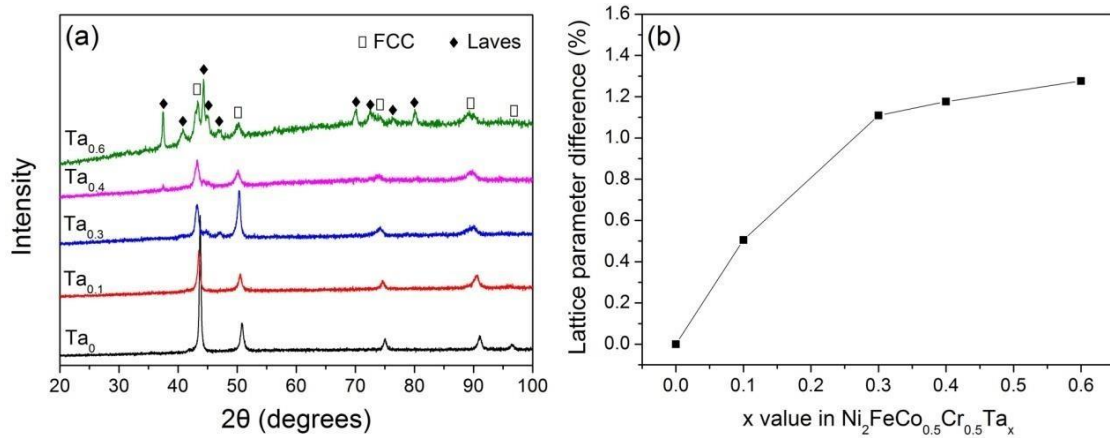 (a)
▯ FCC ♦ Laves
Ta0.6
Ta0.4
Ta0.3
Ta0.1
Ta0
Intensity
20 30 40 50 60 70 80 90 100
2θ (degrees)
(b)
Lattice parameter difference (%)
1.6
1.4
1.2
1.0
0.8
0.6
0.4
0.2
0.0
0.0 0.1 0.2 0.3 0.4 0.5 0.6
x value in Ni2FeCo0.5Cr0.5Tax